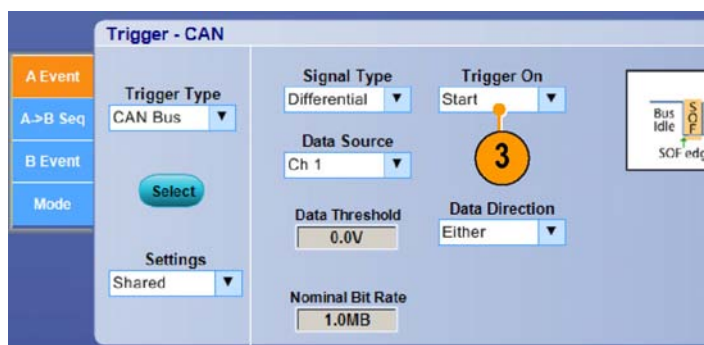 Trigger - CAN
A Event
A->B Seq
B Event
Mode
Trigger Type
CAN Bus
Select
Settings
Shared
Signal Type
Differential
Data Source
Ch 1
Data Threshold
0.0V
Nominal Bit Rate
1.0MB
Trigger On
Start
3
Data Direction
Either
Bus
Idle
SOF
SOF edg